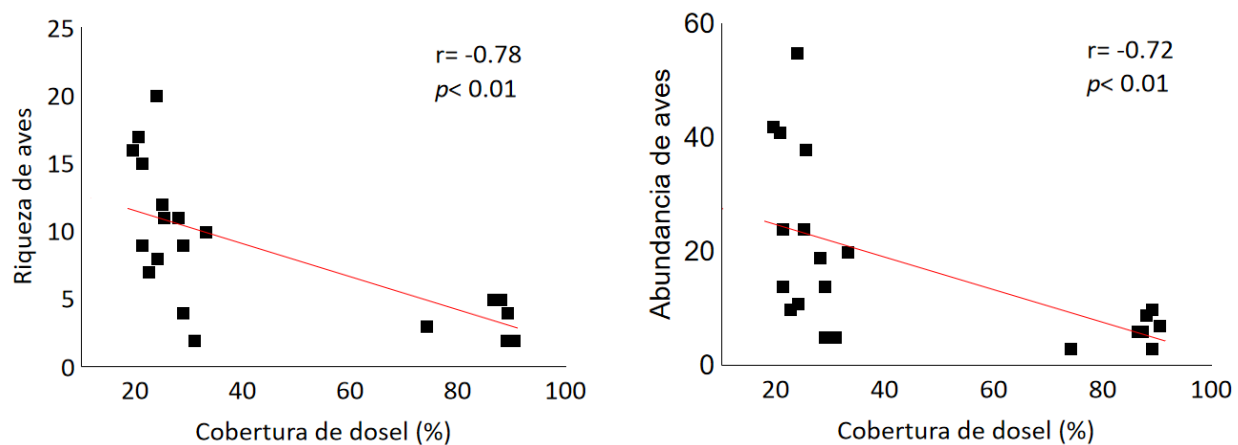 25
20
15
10
5
0
Riqueza de aves
r= -0.78
p< 0.01
20 40 60 80 100
Cobertura de dosel (%)
60
40
20
0
Abundancia de aves
r= -0.72
p< 0.01
20 40 60 80 100
Cobertura de dosel (%)